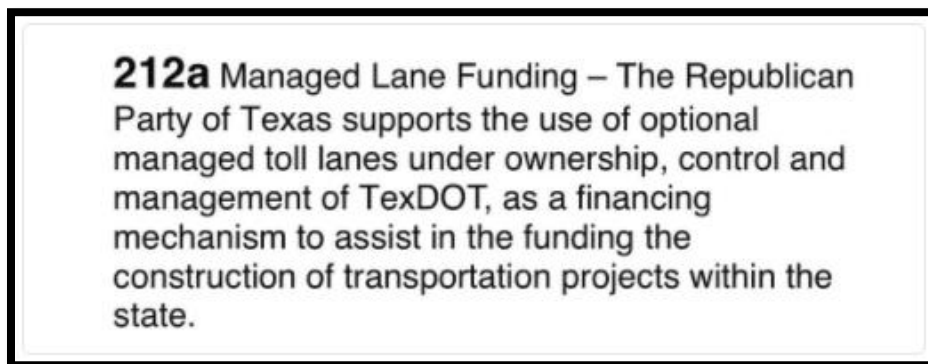 212a Managed Lane Funding – The Republican
Party of Texas supports the use of optional
managed toll lanes under ownership, control and
management of TexDOT, as a financing
mechanism to assist in the funding the
construction of transportation projects within the
state.